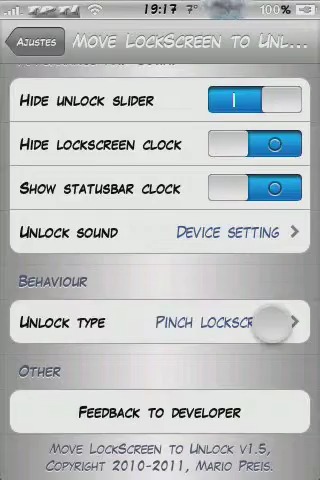 19:17 7° 100%
Ajustes Move LockScreen to Unl...
Hide unlock slider
Hide lockscreen clock
Show statusbar clock
Unlock sound Device setting
Behaviour
Unlock type Pinch
Other
Feedback to developer
Move LockScreen to Unlock v1.5,
Copyright 2010-2011, Mario Preis.